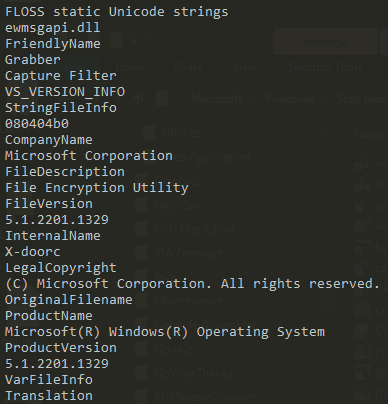 FLOSS static Unicode strings
ewmsgapi.dll
FriendlyName
Grabber
Capture Filter
VS_VERSION_INFO
StringFileInfo
080404b0
CompanyName
Microsoft Corporation
FileDescription
File Encryption Utility
FileVersion
5.1.2201.1329
InternalName
X-doorc
LegalCopyright
(C) Microsoft Corporation. All rights reserved.
OriginalFilename
ProductName
Microsoft(R) Windows(R) Operating System
ProductVersion
5.1.2201.1329
VarFileInfo
Translation